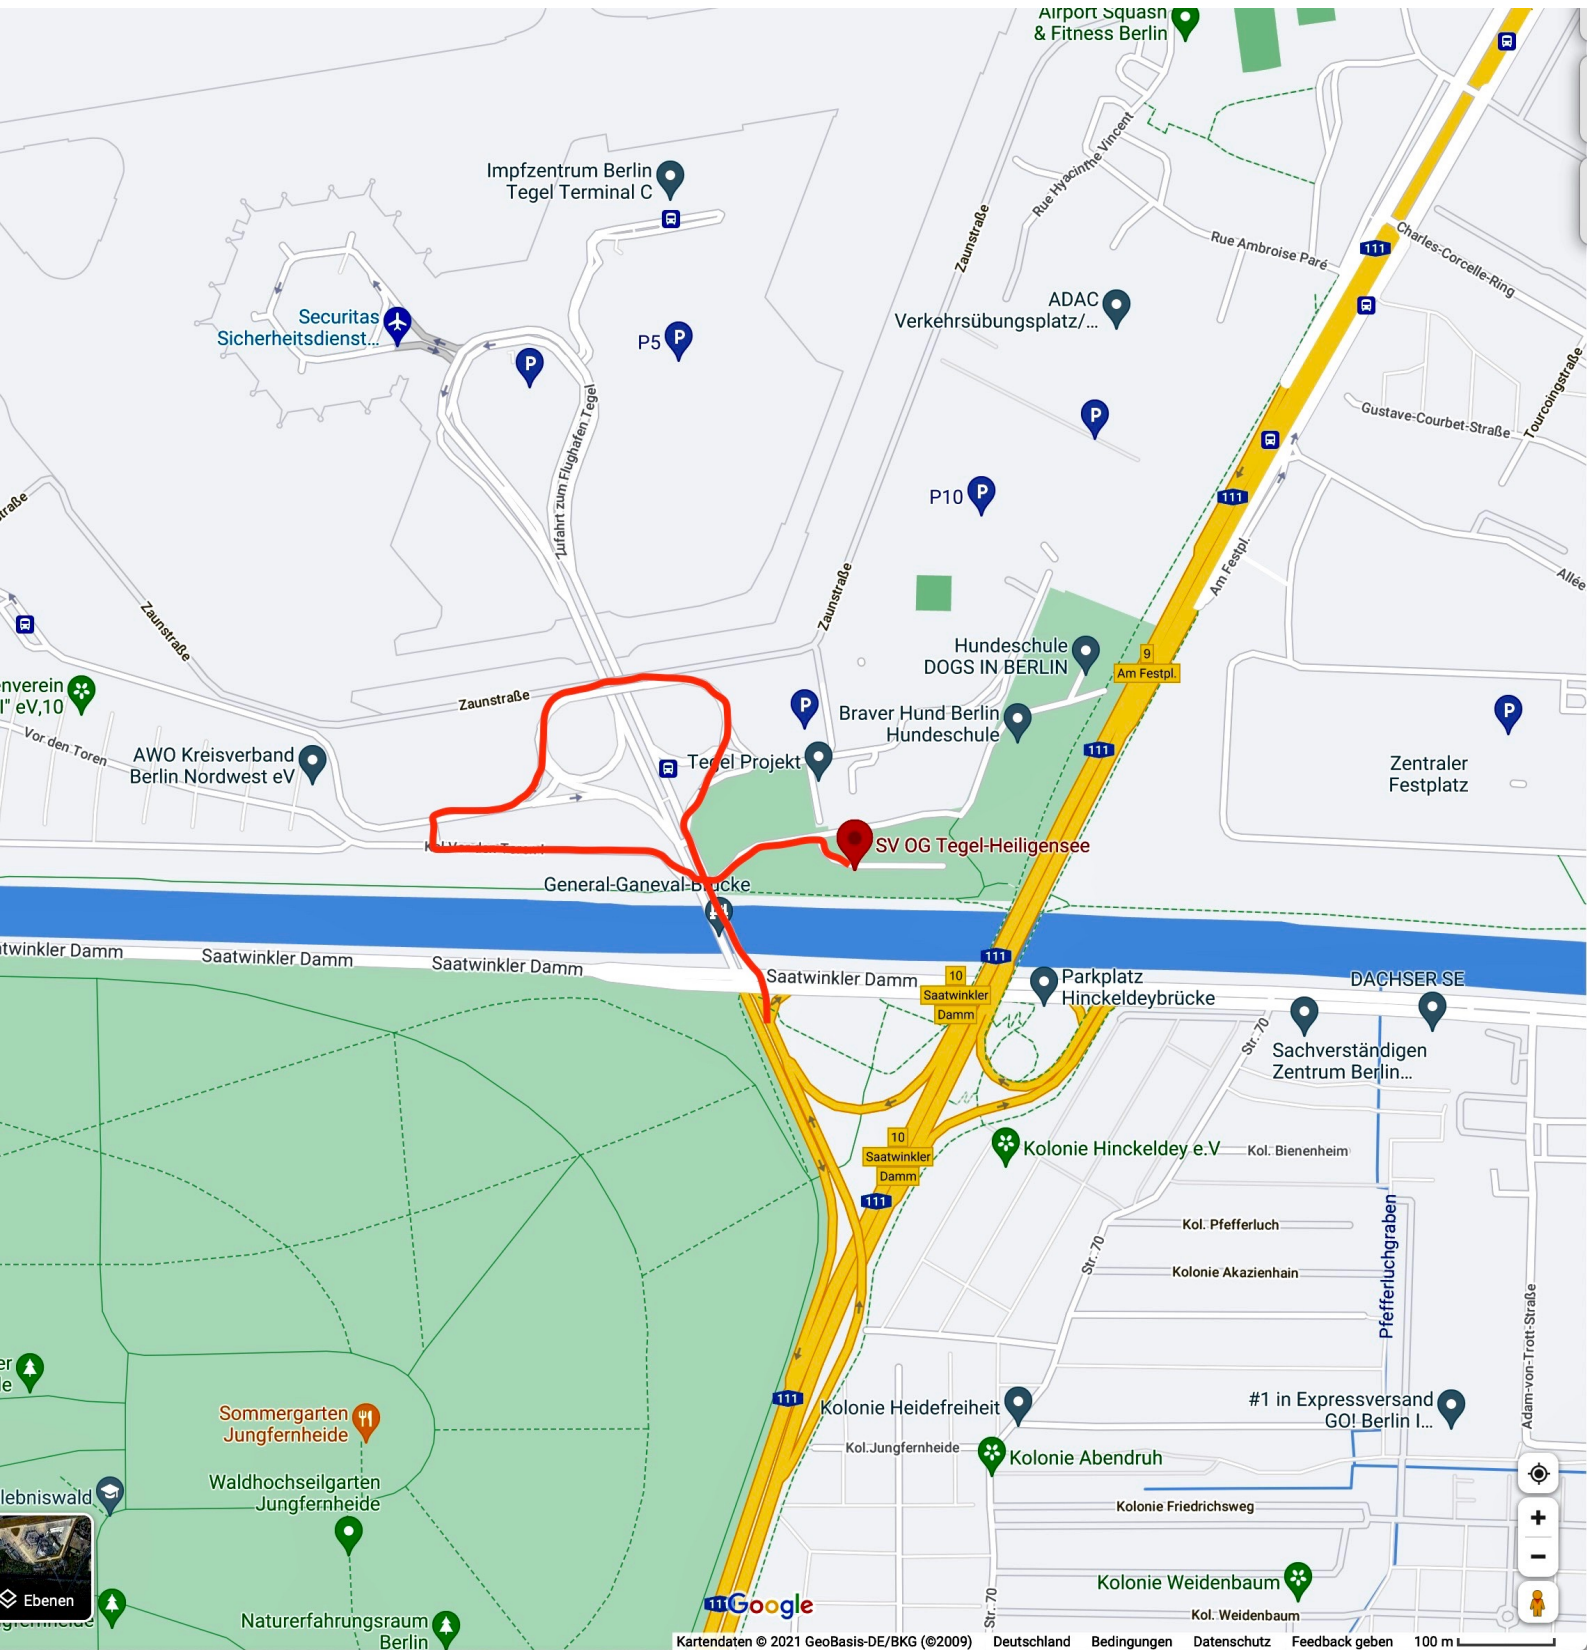 Airport Squash
& Fitness Berlin
Impfzentrum Berlin
Tegel Terminal C
Rue Hyacinthe Vincent
Zaunstraße
Rue Ambroise Paré
Charles-Corcelle-Ring
111
ADAC
Verkehrsübungsplatz/...
Securitas
Sicherheitsdienst...
P5
P
P
P
Tourcoingstraße
Gustave-Courbet-Straße
Zufahrt zum Flughafen Tegel
P10
P
111
Am Festpl.
Allée
Zaunstraße
Zaunstraße
Hundeschule
DOGS IN BERLIN
9
Am Festpl.
Zaunstraße
P
P
Braver Hund Berlin
Hundeschule
111
Vor den Toren
AWO Kreisverband
Berlin Nordwest eV
Tegel Projekt
Zentraler
Festplatz
SV OG Tegel-Heiligensee
General-Ganeval-Brücke
Saatwinkler Damm
Saatwinkler Damm
Saatwinkler Damm
111
10
Saatwinkler
Damm
Parkplatz
Hinckeldeybrücke
DACHSER SE
Str. 70
Sachverständigen
Zentrum Berlin...
10
Saatwinkler
Damm
Kolonie Hinckeldey e.V
Kol. Bienenheim
111
Kol. Pfefferluch
Pfefferluchgraben
Str. 70
Kolonie Akazienhain
Adam-von-Trott-Straße
111
Kolonie Heidefreiheit
#1 in Expressversand
GO! Berlin I...
Sommergarten
Jungfernheide
Kol.Jungfernheide
Kolonie Abendruh
Waldhochseilgarten
Jungfernheide
Kolonie Friedrichsweg
Kolonie Weidenbaum
Ebenen
Str. 70
Kol. Weidenbaum
Naturerfahrungsraum
Berlin
111
Google
Kartendaten © 2021 GeoBasis-DE/BKG (©2009) Deutschland Bedingungen Datenschutz Feedback geben 100 m